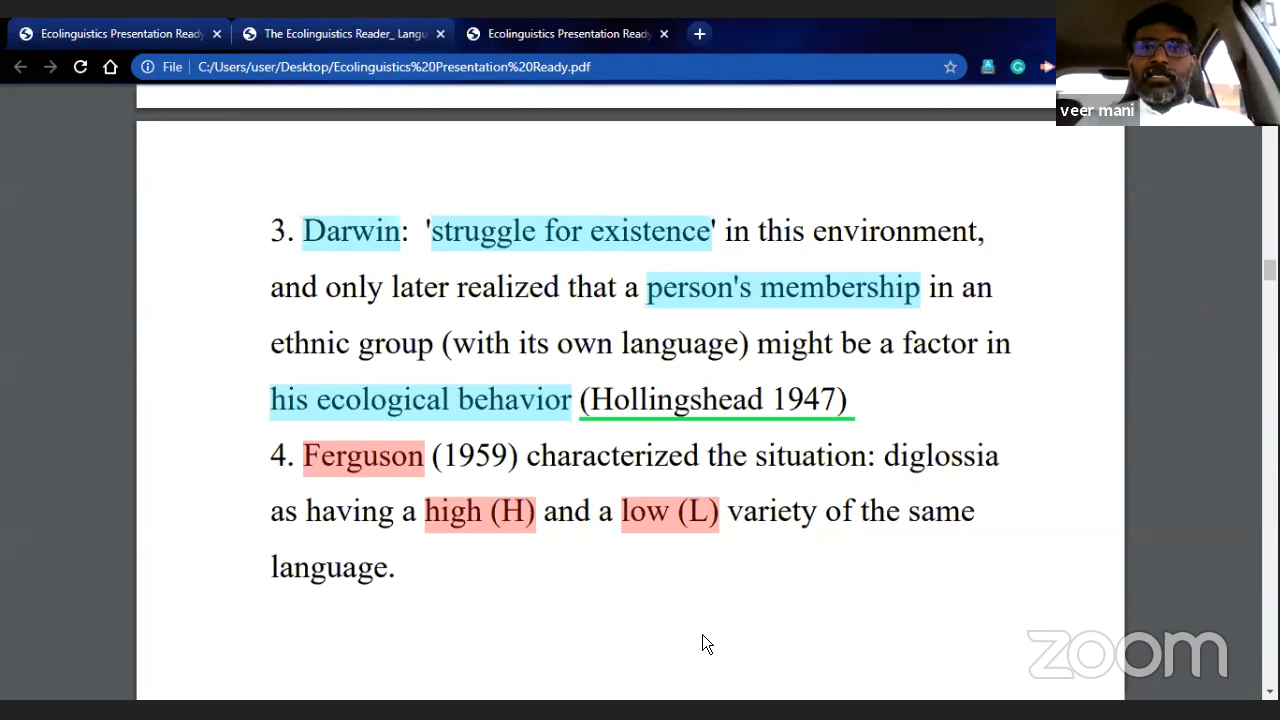 Ecolinguistics Presentation Ready
The Ecolinguistics Reader_ Langu
Ecolinguistics Presentation Ready
File C:/Users/user/Desktop/Ecolinguistics%20Presentation%20Ready.pdf
veer mani
3. Darwin: 'struggle for existence' in this environment,
and only later realized that a person's membership in an
ethnic group (with its own language) might be a factor in
his ecological behavior (Hollingshead 1947)
4. Ferguson (1959) characterized the situation: diglossia
as having a high (H) and a low (L) variety of the same
language.
zoom